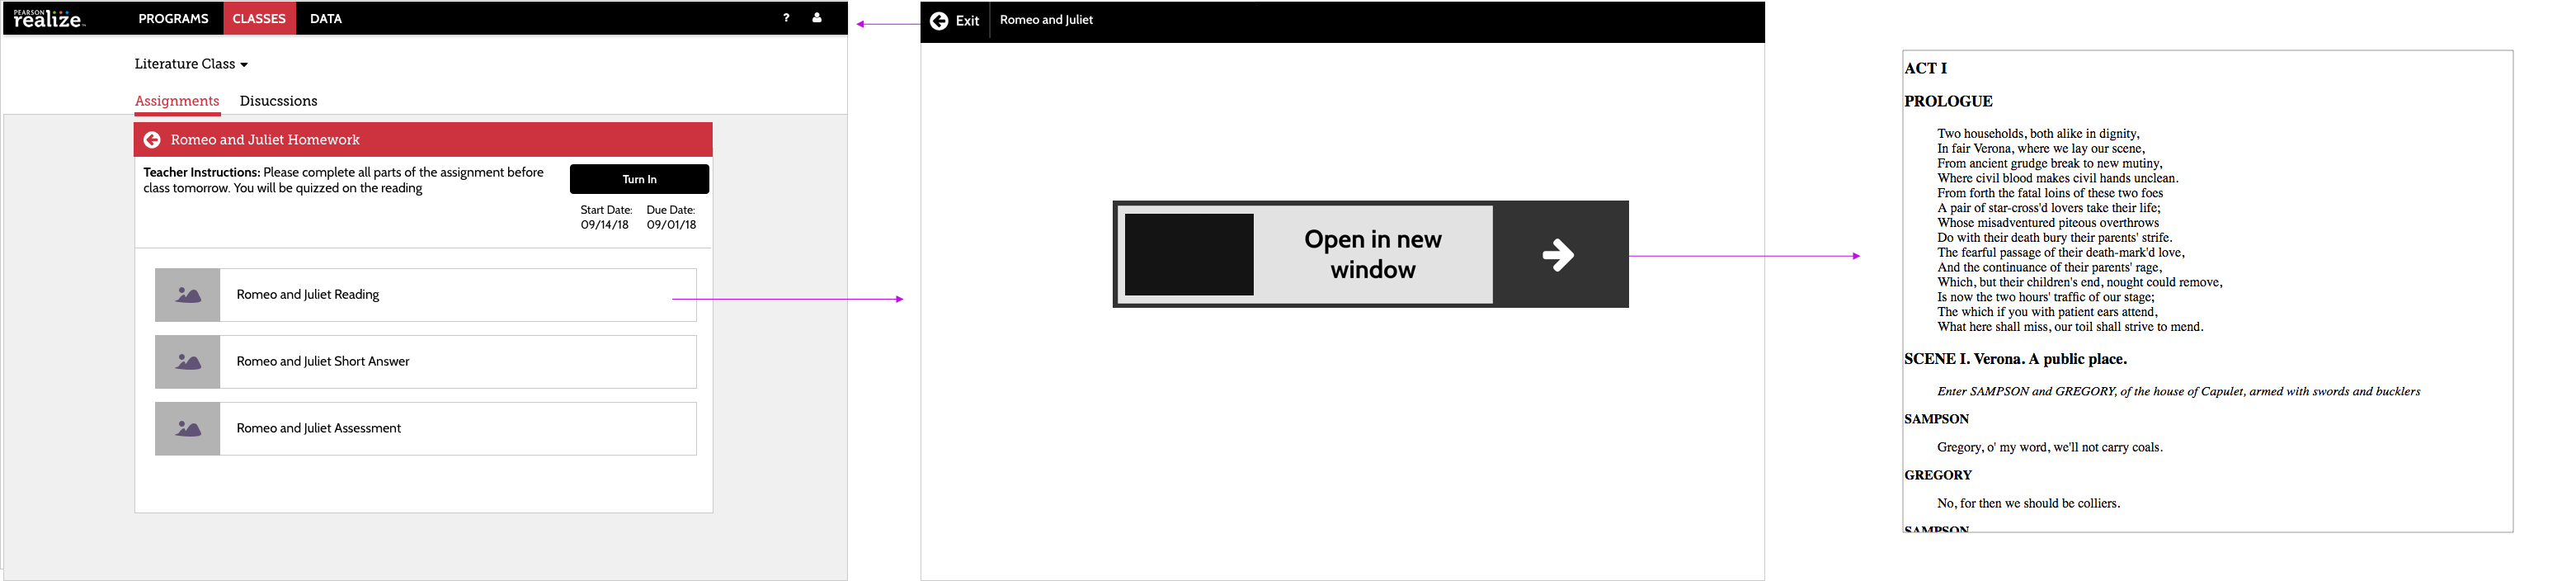 PEARSON
realize
PROGRAMS CLASSES DATA ?
Literature Class
Assignments Disucssions
Romeo and Juliet Homework
Teacher Instructions: Please complete all parts of the assignment before
class tomorrow. You will be quizzed on the reading
Turn In
Start Date: Due Date:
09/14/18 09/01/18
Romeo and Juliet Reading
Romeo and Juliet Short Answer
Romeo and Juliet Assessment
Exit Romeo and Juliet
Open in new
window
ACT I
PROLOGUE
Two households, both alike in dignity,
In fair Verona, where we lay our scene,
From ancient grudge break to new mutiny,
Where civil blood makes civil hands unclean.
From forth the fatal loins of these two foes
A pair of star-cross'd lovers take their life;
Whose misadventured piteous overthrows
Do with their death bury their parents' strife.
The fearful passage of their death-mark'd love,
And the continuance of their parents' rage,
Which, but their children's end, nought could remove,
Is now the two hours' traffic of our stage;
The which if you with patient ears attend,
What here shall miss, our toil shall strive to mend.
SCENE I. Verona. A public place.
Enter SAMPSON and GREGORY, of the house of Capulet, armed with swords and bucklers
SAMPSON
Gregory, o' my word, we'll not carry coals.
GREGORY
No, for then we should be colliers.
SAMPSON